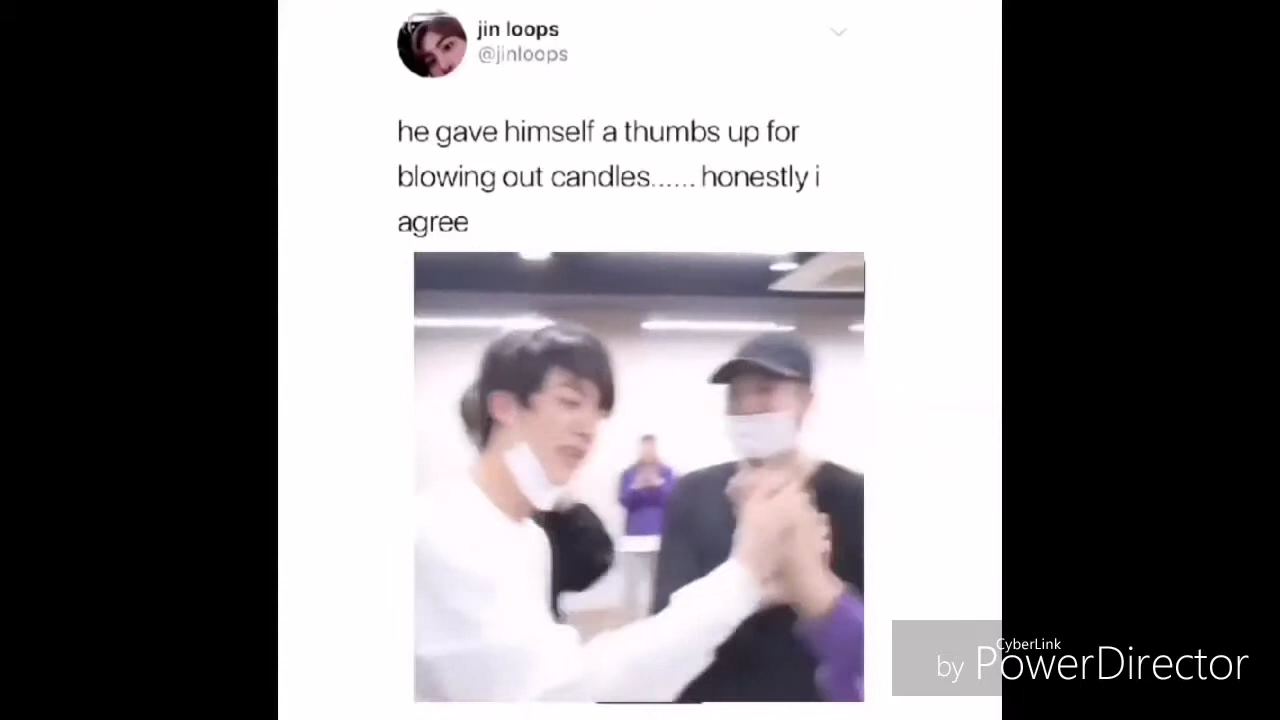 jin loops
@jinloops
he gave himself a thumbs up for
blowing out candles...... honestly i
agree
CyberLink
by PowerDirector